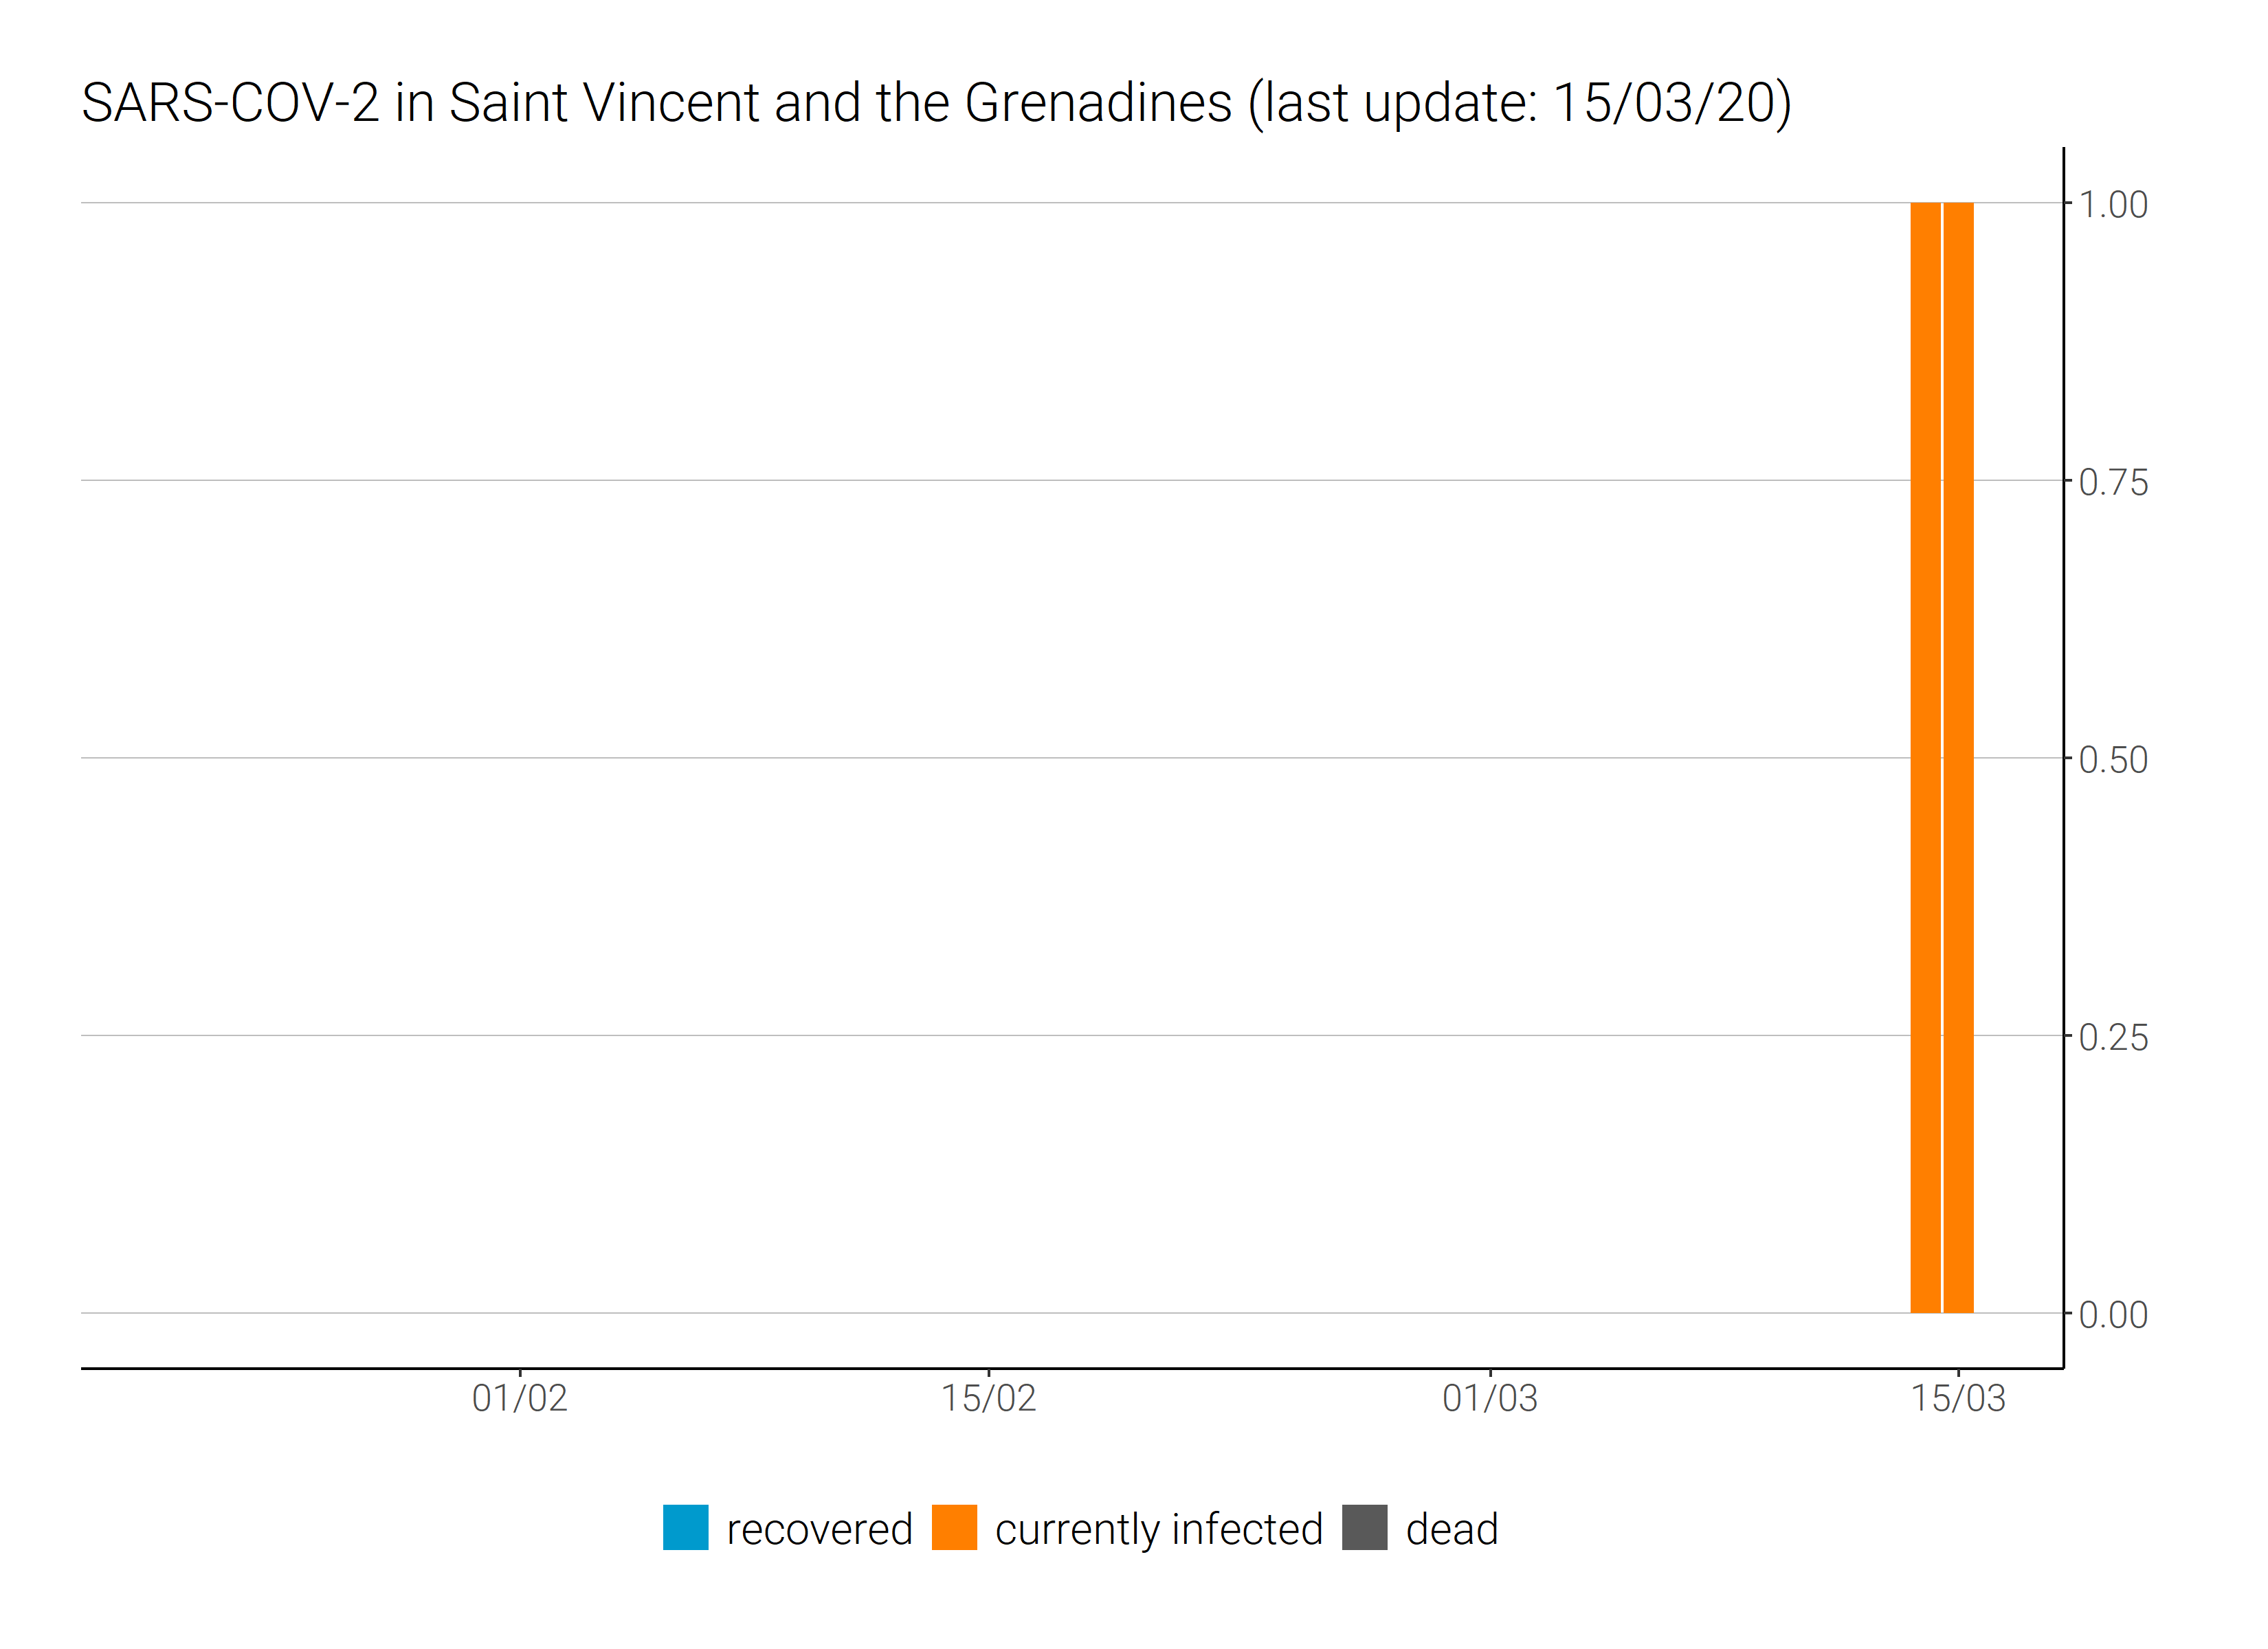 SARS-COV-2 in Saint Vincent and the Grenadines (last update: 15/03/20)
1.00
0.75
0.50
0.25
0.00
01/02 15/02 01/03 15/03
recovered currently infected dead